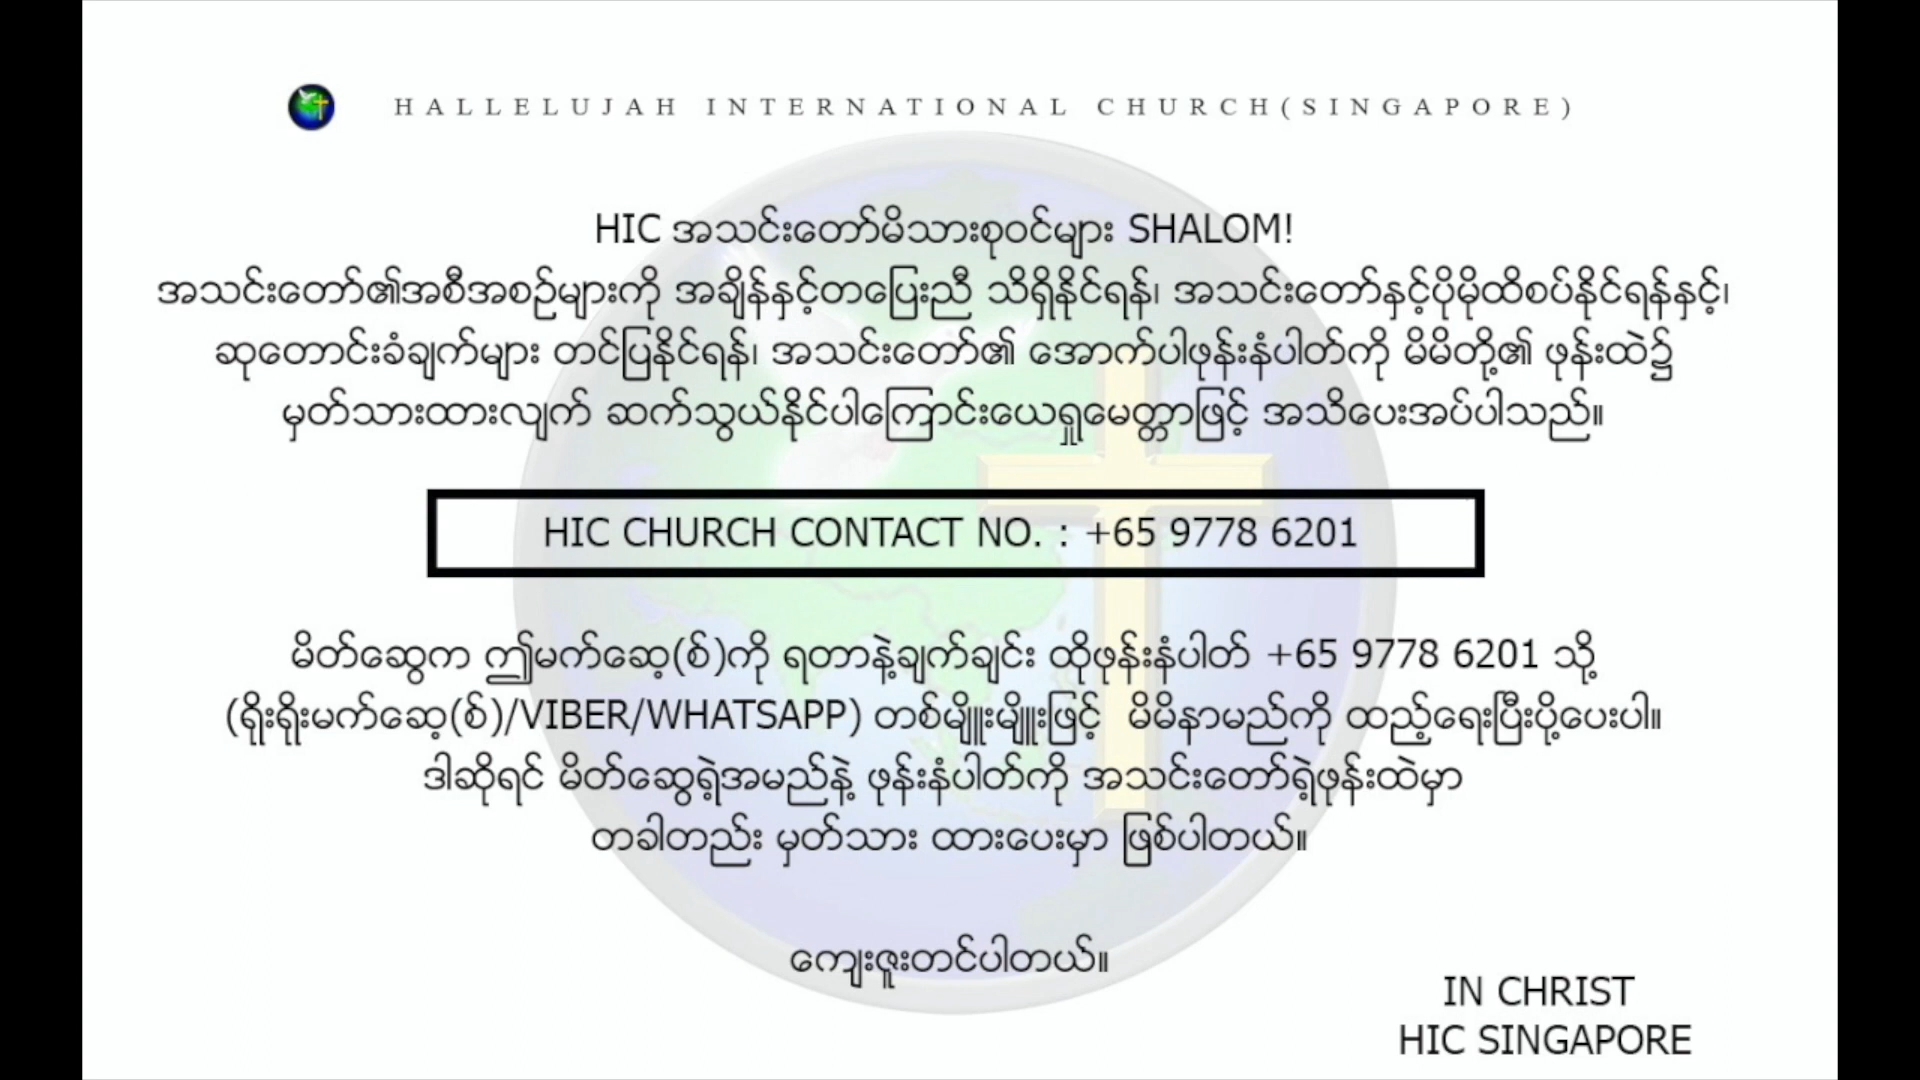 HALLELUJAH INTERNATIONAL CHURCH(SINGAPORE)
HIC အသင်းတော်မိသားစုဝင်များ SHALOM!
အသင်းတော်၏အစီအစဉ်များကို အချိန်နှင့်တပြေးညီ သိရှိနိုင်ရန်၊ အသင်းတော်နှင့်ပိုမိုထိစပ်နိုင်ရန်နှင့်၊
ဆုတောင်းခံချက်များ တင်ပြနိုင်ရန်၊ အသင်းတော်၏ အောက်ပါဖုန်းနံပါတ်ကို မိမိတို့၏ ဖုန်းထဲ၌
မှတ်သားထားလျက် ဆက်သွယ်နိုင်ပါကြောင်းယေရှုမေတ္တာဖြင့် အသိပေးအပ်ပါသည်။
HIC CHURCH CONTACT NO. : +65 9778 6201
မိတ်ဆွေက ဤမက်ဆေ့(စ်)ကို ရတာနဲ့ချက်ချင်း ထိုဖုန်းနံပါတ် +65 9778 6201 သို့
(ရိုးရိုးမက်ဆေ့(စ်)/VIBER/WHATSAPP) တစ်မျိူးမျိူးဖြင့် မိမိနာမည်ကို ထည့်ရေးပြီးပို့ပေးပါ။
ဒါဆိုရင် မိတ်ဆွေရဲ့အမည်နဲ့ ဖုန်းနံပါတ်ကို အသင်းတော်ရဲ့ဖုန်းထဲမှာ
တခါတည်း မှတ်သား ထားပေးမှာ ဖြစ်ပါတယ်။
ကျေးဇူးတင်ပါတယ်။
IN CHRIST
HIC SINGAPORE